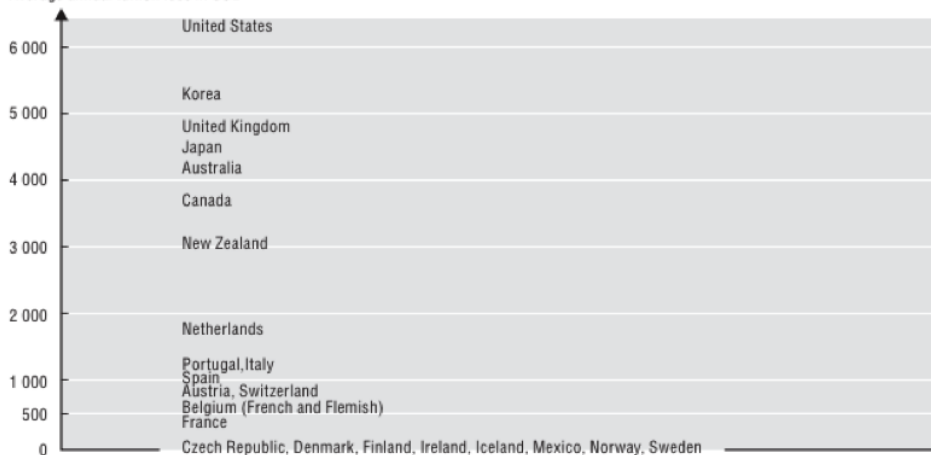 United States
6 000
Korea
5 000
United Kingdom
Japan
Australia
4 000
Canada
New Zealand
3 000
2 000
Netherlands
Portugal,Italy
Spain
1 000
Austria, Switzerland
Belgium (French and Flemish)
500
France
Czech Republic, Denmark, Finland, Ireland, Iceland, Mexico, Norway, Sweden
0